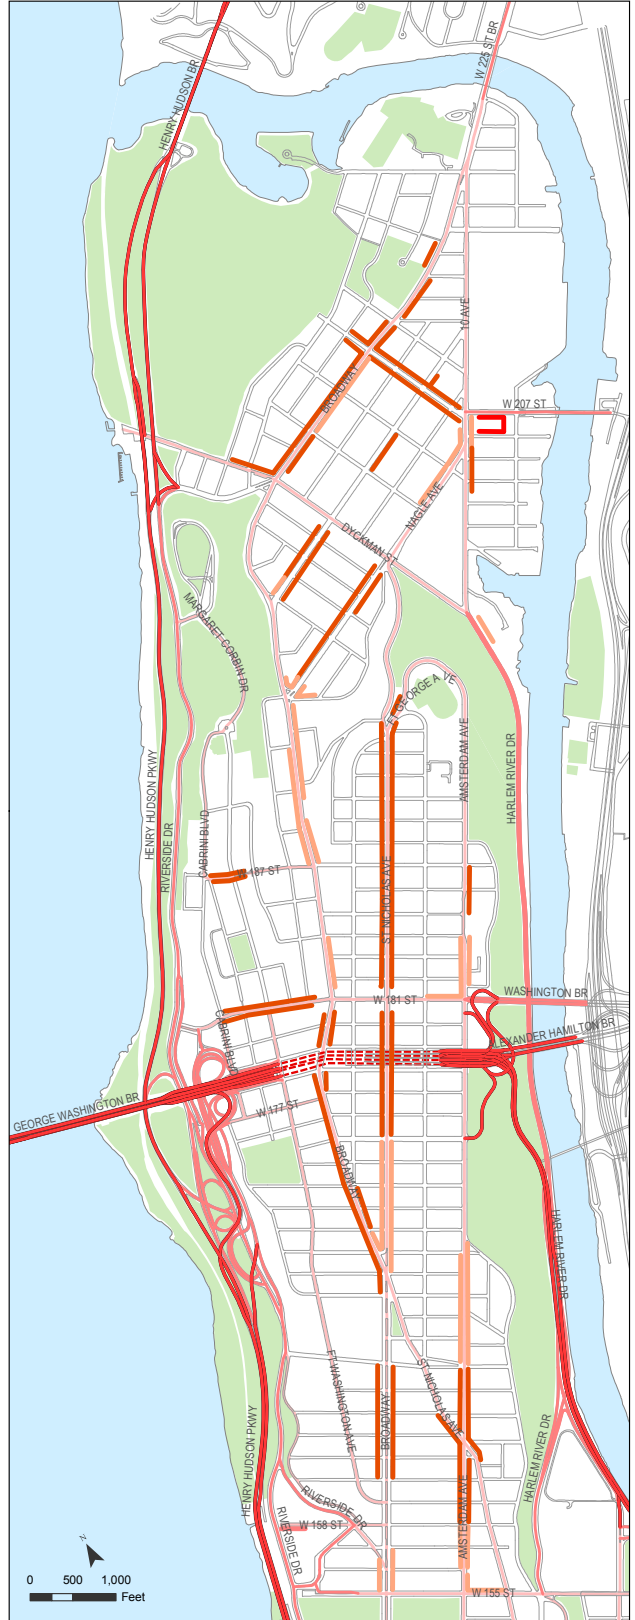 HENRY HUDSON BR
W 225 ST BR
10 AVE
BROADWAY
W 207 ST
NAGLE AVE
DYCKMAN ST
MARGARET CORBIN DR
FT GEORGE A VE
AMSTERDAM AVE
HARLEM RIVER DR
HENRY HUDSON PKWY
RIVERSIDE DR
CABRINI BLVD
W 187 ST
ST NICHOLAS AVE
WASHINGTON BR
W 181 ST
CABRINI BLVD
ALEXANDER HAMILTON BR
GEORGE WASHINGTON BR
W 177 ST
BROADWAY
HARLEM RIVER DR
FT WASHINGTON AVE
ST NICHOLAS AVE
BROADWAY
HENRY HUDSON PKWY
HARLEM RIVER DR
RIVERSIDE DR
AMSTERDAM AVE
W 158 ST
RIVERSIDE DR
N
0 500 1,000
Feet
W 155 ST